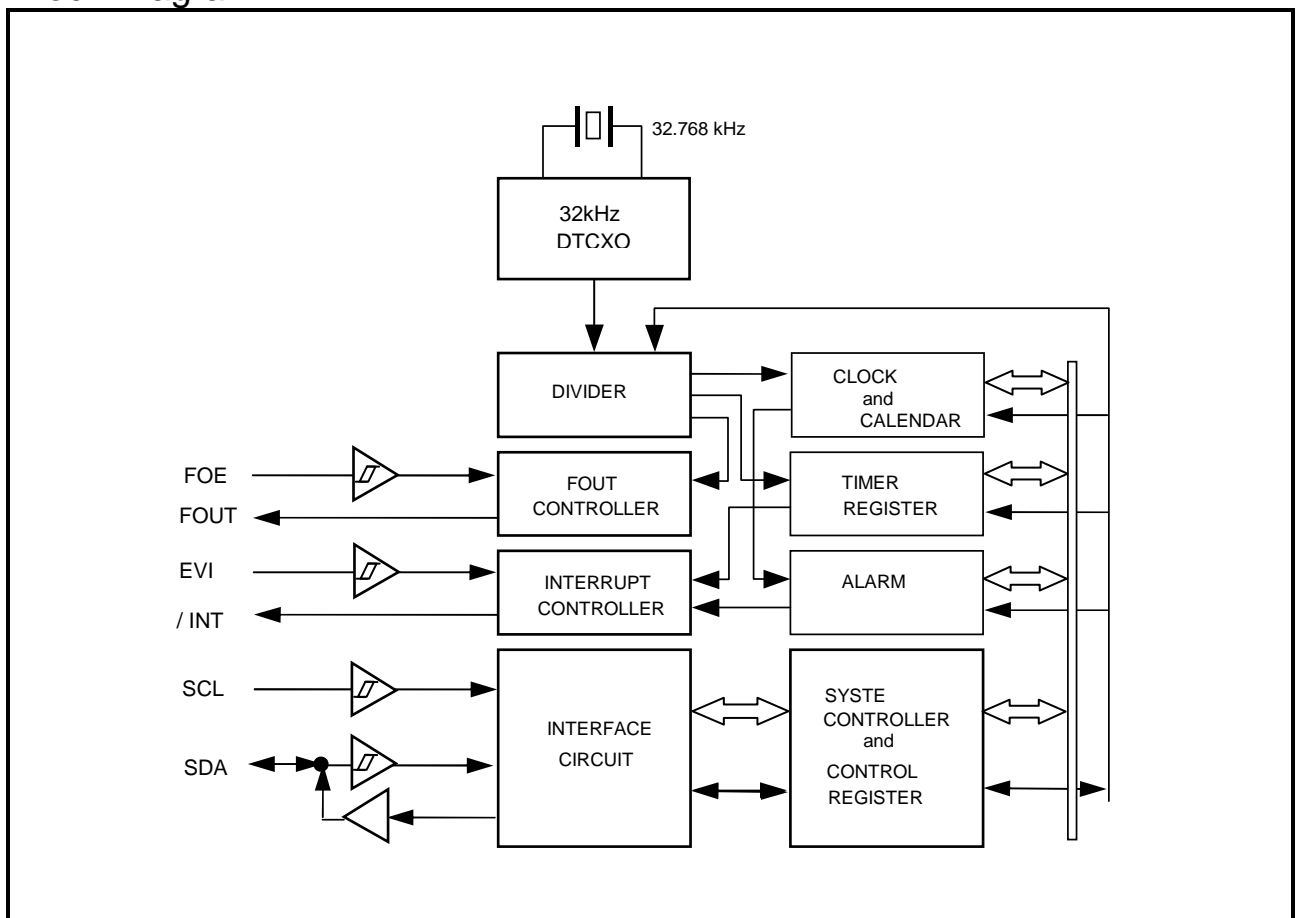 32.768 kHz
32kHz
DTCXO
DIVIDER
CLOCK
and
CALENDAR
FOE
FOUT
FOUT
CONTROLLER
TIMER
REGISTER
EVI
/ INT
INTERRUPT
CONTROLLER
ALARM
SCL
SDA
INTERFACE
CIRCUIT
SYSTE
CONTROLLER
and
CONTROL
REGISTER